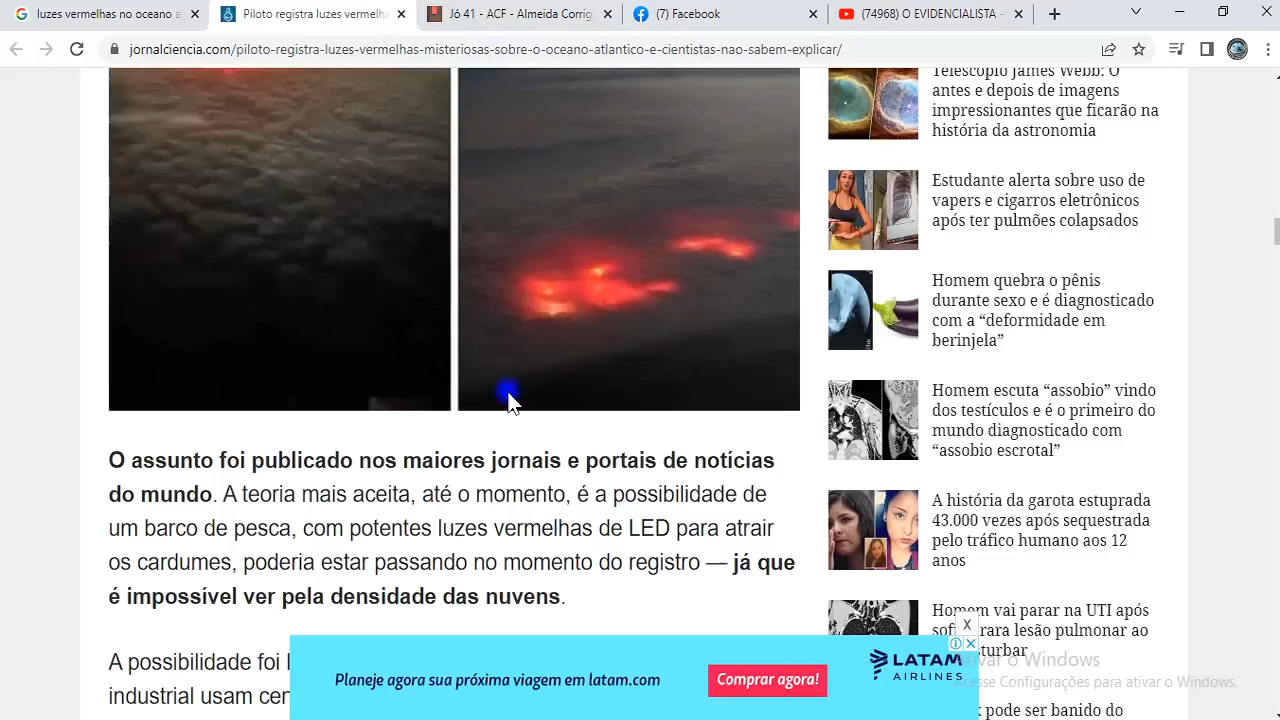 luzes vermelhas no oceano a
Piloto registra luzes vermelha
Jó 41 - ACF - Almeida Corrig
(7) Facebook
(74968) O EVIDENCIALISTA -
jornalciencia.com/piloto-registra-luzes-vermelhas-misteriosas-sobre-o-oceano-atlantico-e-cientistas-nao-sabem-explicar/
O assunto foi publicado nos maiores jornais e portais de notícias
do mundo. A teoria mais aceita, até o momento, é a possibilidade de
um barco de pesca, com potentes luzes vermelhas de LED para atrair
os cardumes, poderia estar passando no momento do registro — já que
é impossível ver pela densidade das nuvens.
A possibilidade foi
industrial usam cen
Telescópio James Webb: O
antes e depois de imagens
impressionantes que ficarão na
história da astronomia
Estudante alerta sobre uso de
vapers e cigarros eletrônicos
após ter pulmões colapsados
Homem quebra o pênis
durante sexo e é diagnosticado
com a “deformidade em
berinjela”
Homem escuta “assobio” vindo
dos testículos e é o primeiro do
mundo diagnosticado com
“assobio escrotal”
A história da garota estuprada
43.000 vezes após sequestrada
pelo tráfico humano aos 12
anos
Homem vai parar na UTI após
rara lesão pulmonar ao
pode ser banido do
X
Planeje agora sua próxima viagem em latam.com
Comprar agora!
LATAM
AIRLINES
Ativar o Windows
Acesse Configurações para ativar o Windows.